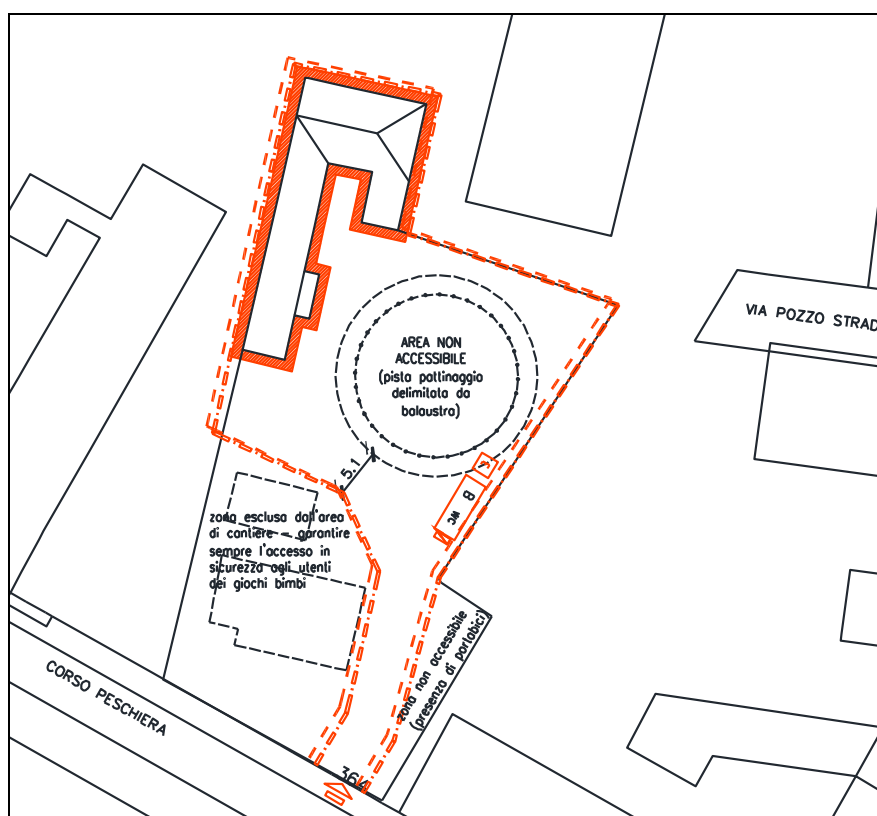 VIA POZZO STRAD
AREA NON
ACCESSIBILE
(pista pattinaggio
delimitata da
balaustra)
5.1
B
WC
zona esclusa dall'area
di cantiere - garantire
sempre l'accesso in
sicurezza agli utenti
dei giochi bimbi
zona non accessibile
(presenza di portabici)
CORSO PESCHIERA